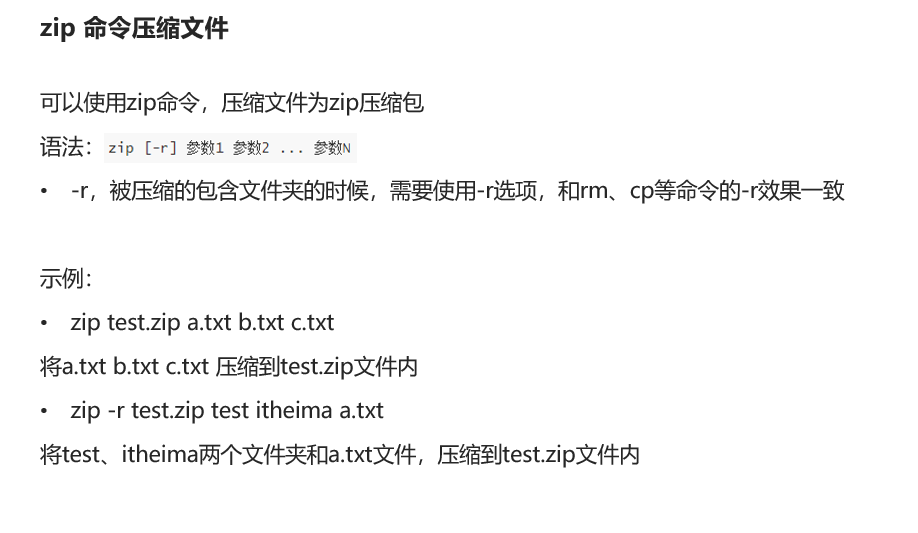 zip 命令压缩文件
可以使用zip命令，压缩文件为zip压缩包
语法：zip [-r] 参数1 参数2 ... 参数N
• -r，被压缩的包含文件夹的时候，需要使用-r选项，和rm、cp等命令的-r效果一致
示例：
• zip test.zip a.txt b.txt c.txt
将a.txt b.txt c.txt 压缩到test.zip文件内
• zip -r test.zip test itheima a.txt
将test、itheima两个文件夹和a.txt文件，压缩到test.zip文件内